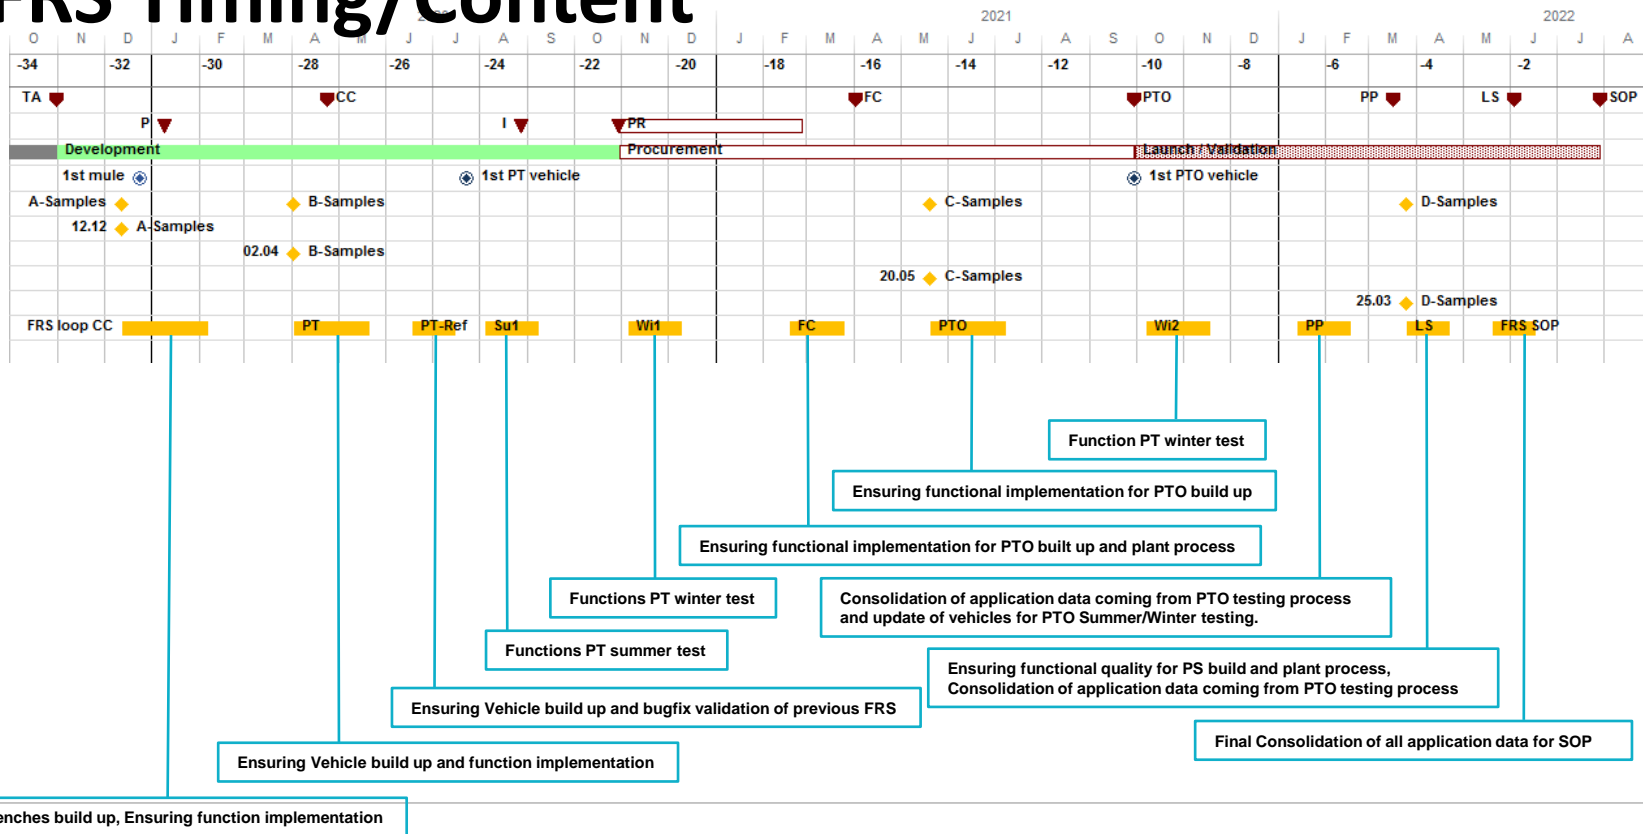 FRS Timing/Content
2021 2022
O N D J F M A M J J A S O N D J F M A M J J A S O N D J F M A M J J A
-34 -32 -30 -28 -26 -24 -22 -20 -18 -16 -14 -12 -10 -8 -6 -4 -2
TA CC FC PTO PP LS SOP
P I PR
Development Procurement Launch / Validation
1st mule 1st PT vehicle 1st PTO vehicle
A-Samples B-Samples C-Samples D-Samples
12.12 A-Samples
02.04 B-Samples
20.05 C-Samples
25.03 D-Samples
FRS loop CC PT PT-Ref Su1 Wi1 FC PTO Wi2 PP LS FRS SOP
Function PT winter test
Ensuring functional implementation for PTO build up
Ensuring functional implementation for PTO built up and plant process
Functions PT winter test
Consolidation of application data coming from PTO testing process
and update of vehicles for PTO Summer/Winter testing.
Functions PT summer test
Ensuring functional quality for PS build and plant process,
Consolidation of application data coming from PTO testing process
Ensuring Vehicle build up and bugfix validation of previous FRS
Final Consolidation of all application data for SOP
Ensuring Vehicle build up and function implementation
enches build up, Ensuring function implementation